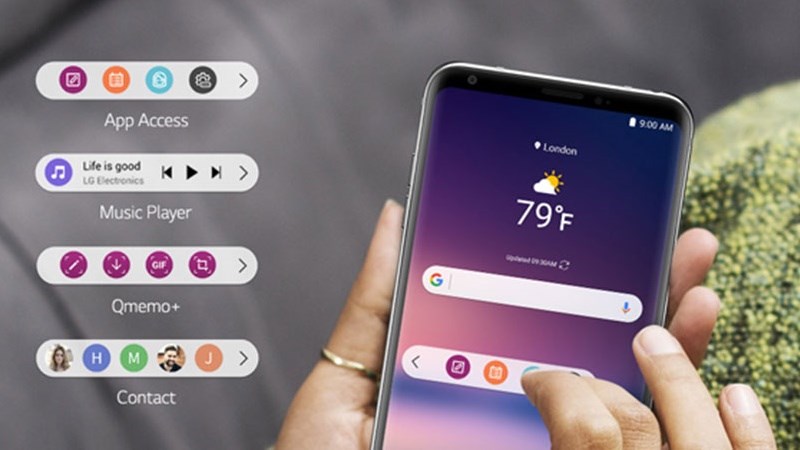 App Access
Life is good
LG Electronics
Music Player
GIF
Qmemo+
H M J
Contact
9:00 AM
London
79°F
Updated 09:30AM
G